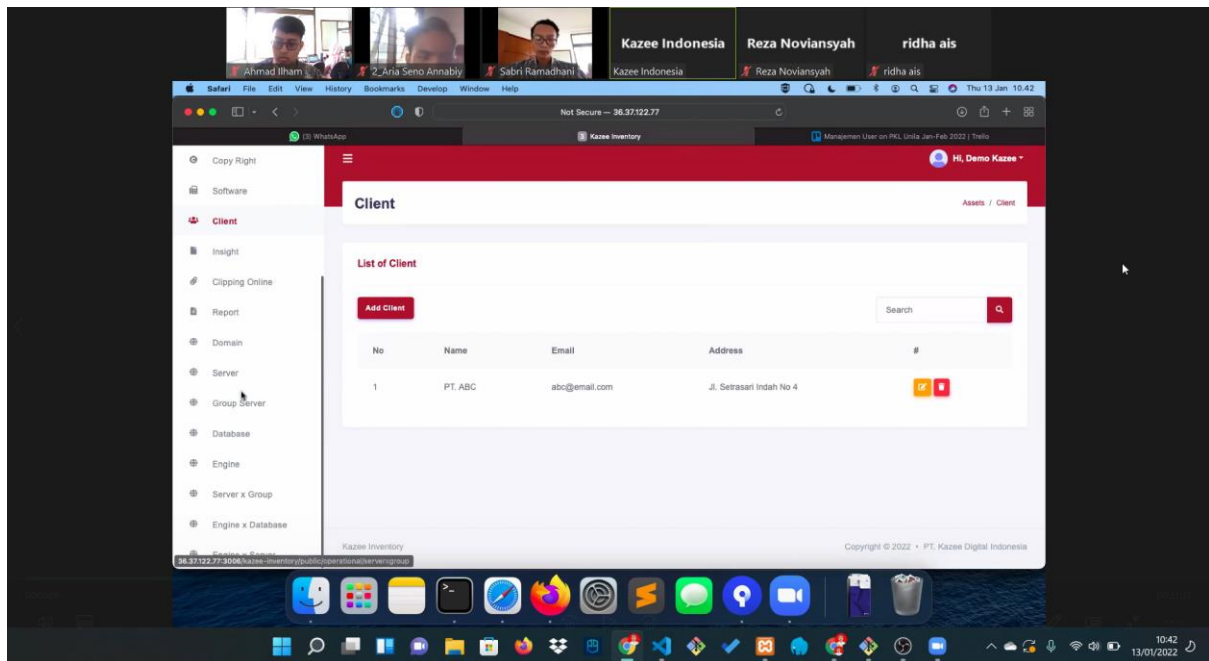 Kazee Indonesia
Reza Noviansyah
ridha ais
Ahmad Ilham
2_Aria Seno Annabiy
Sabri Ramadhani
Kazee Indonesia
Reza Noviansyah
ridha ais
Safari File Edit View History Bookmarks Develop Window Help
Thu 13 Jan 10.42
Not Secure — 36.37.122.77
(3) WhatsApp
Kazee Inventory
Manajemen User on PKL Unila Jan-Feb 2022 | Trello
Copy Right
Hi, Demo Kazee
Software
Client
Assets / Client
Client
Insight
List of Client
Clipping Online
Report
Add Client
Search
Domain
No Name Email Address #
Server
1 PT. ABC abc@email.com Jl. Setrasari Indah No 4
Group Server
Database
Engine
Server x Group
Engine x Database
Engine x Server
Kazee Inventory
Copyright © 2022 • PT. Kazee Digital Indonesia
36.37.122.77:3006/kazee-inventory/public/operational/servergroup
10:42
13/01/2022